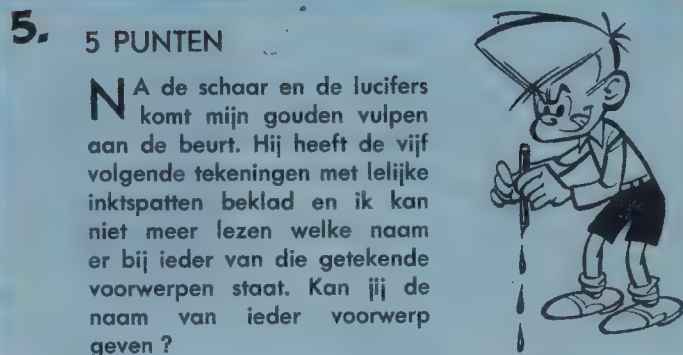 5.
5 PUNTEN
NA de schaar en de lucifers
komt mijn gouden vulpen
aan de beurt. Hij heeft de vijf
volgende tekeningen met lelijke
inktspatten beklad en ik kan
niet meer lezen welke naam
er bij ieder van die getekende
voorwerpen staat. Kan jij de
naam van ieder voorwerp
geven ?